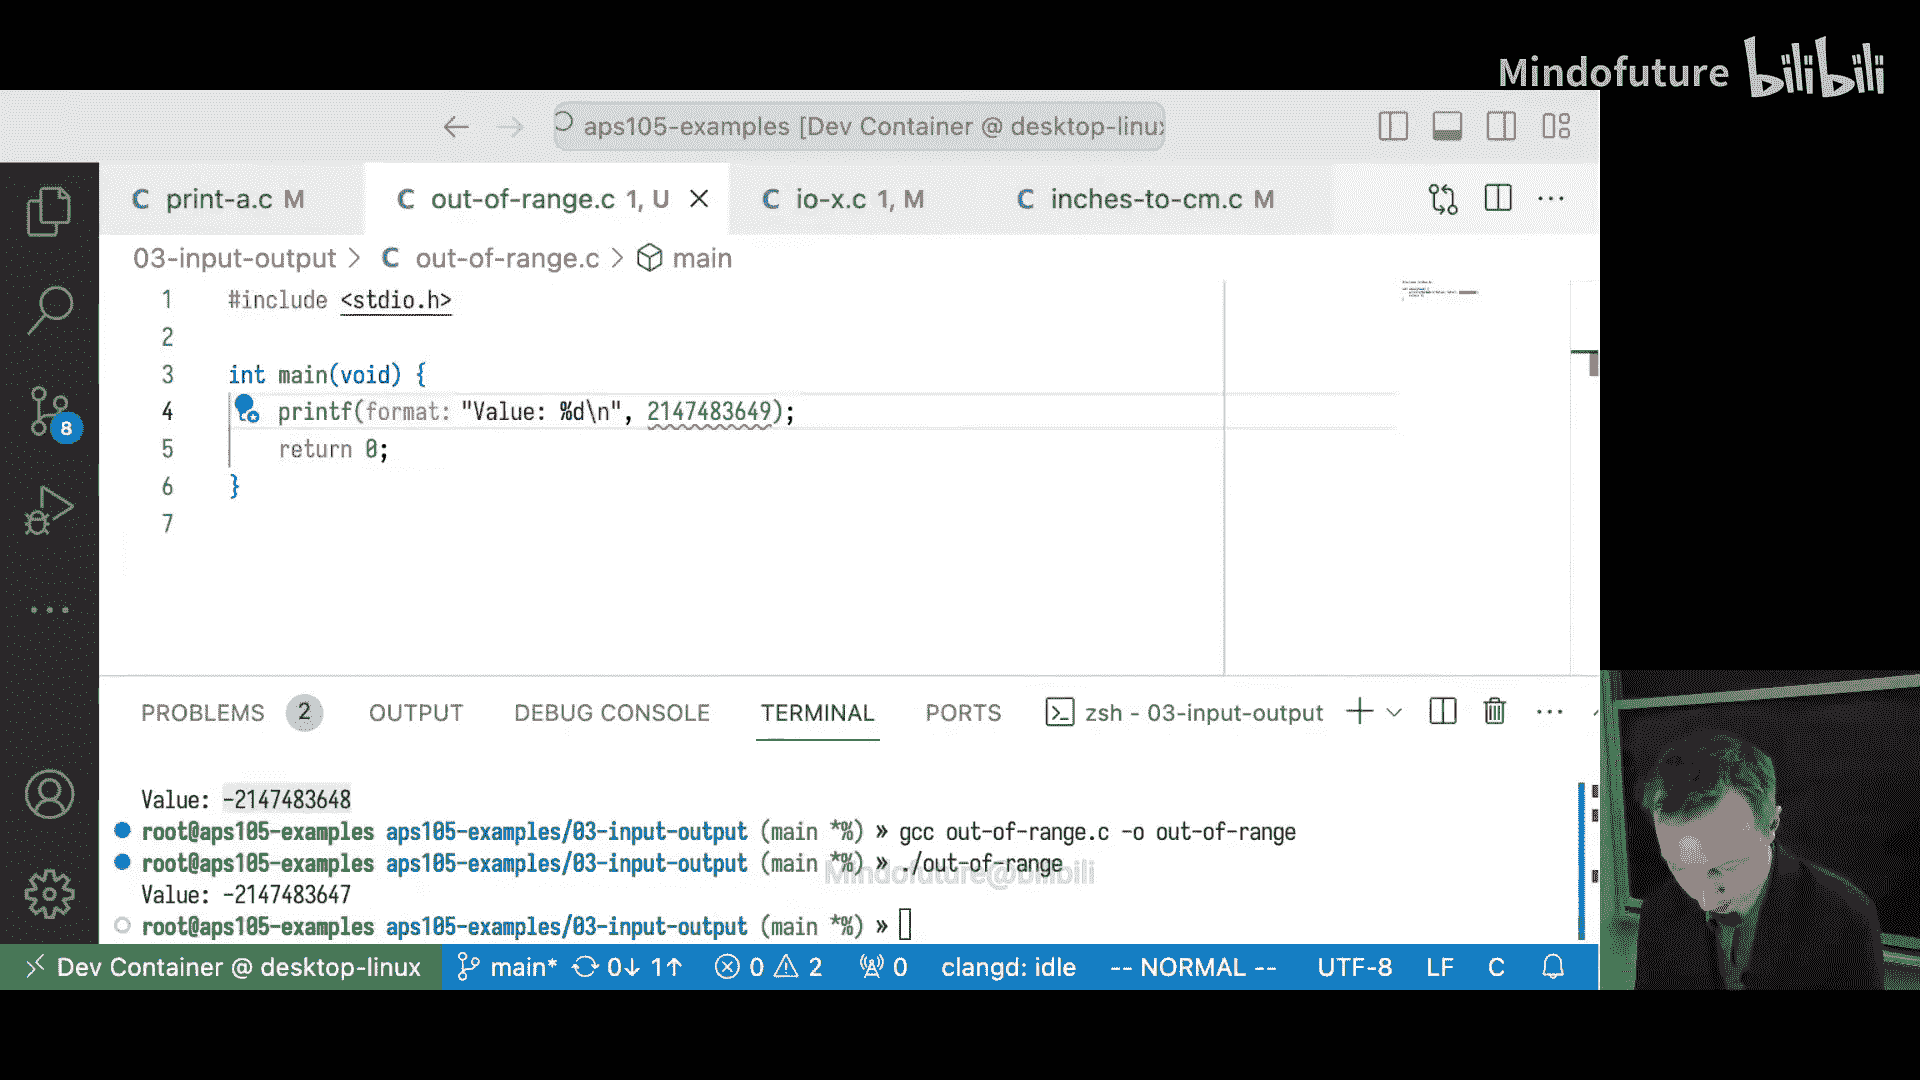 Mindofuture bilibili
aps105-examples [Dev Container @ desktop-linux
print-a.c M
out-of-range.c 1, U
io-x.c 1, M
inches-to-cm.c M
03-input-output > C out-of-range.c > main
1 #include <stdio.h>
2
3 int main(void) {
4 printf(format: "Value: %d\n", 2147483649);
5 return 0;
6 }
7
8
PROBLEMS 2 OUTPUT DEBUG CONSOLE TERMINAL PORTS zsh - 03-input-output
Value: -2147483648
root@aps105-examples aps105-examples/03-input-output (main *%) » gcc out-of-range.c -o out-of-range
root@aps105-examples aps105-examples/03-input-output (main *%) » ./out-of-range
Mindofuture@bilibili
Value: -2147483647
root@aps105-examples aps105-examples/03-input-output (main *%) »
Dev Container @ desktop-linux main* 0↓ 1↑ 0 2 0 clangd: idle -- NORMAL -- UTF-8 LF C